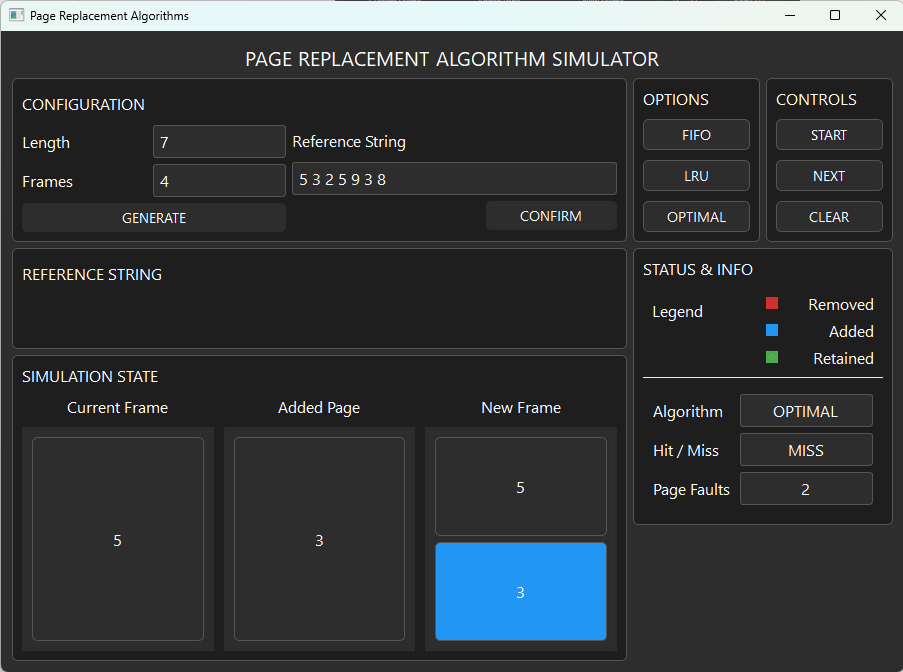 Page Replacement Algorithms
PAGE REPLACEMENT ALGORITHM SIMULATOR
CONFIGURATION
Length
7
Reference String
Frames
4
5 3 2 5 9 3 8
GENERATE
CONFIRM
OPTIONS
FIFO
LRU
OPTIMAL
CONTROLS
START
NEXT
CLEAR
REFERENCE STRING
SIMULATION STATE
Current Frame
Added Page
New Frame
5
3
5
3
STATUS & INFO
Legend
Removed
Added
Retained
Algorithm
OPTIMAL
Hit / Miss
MISS
Page Faults
2